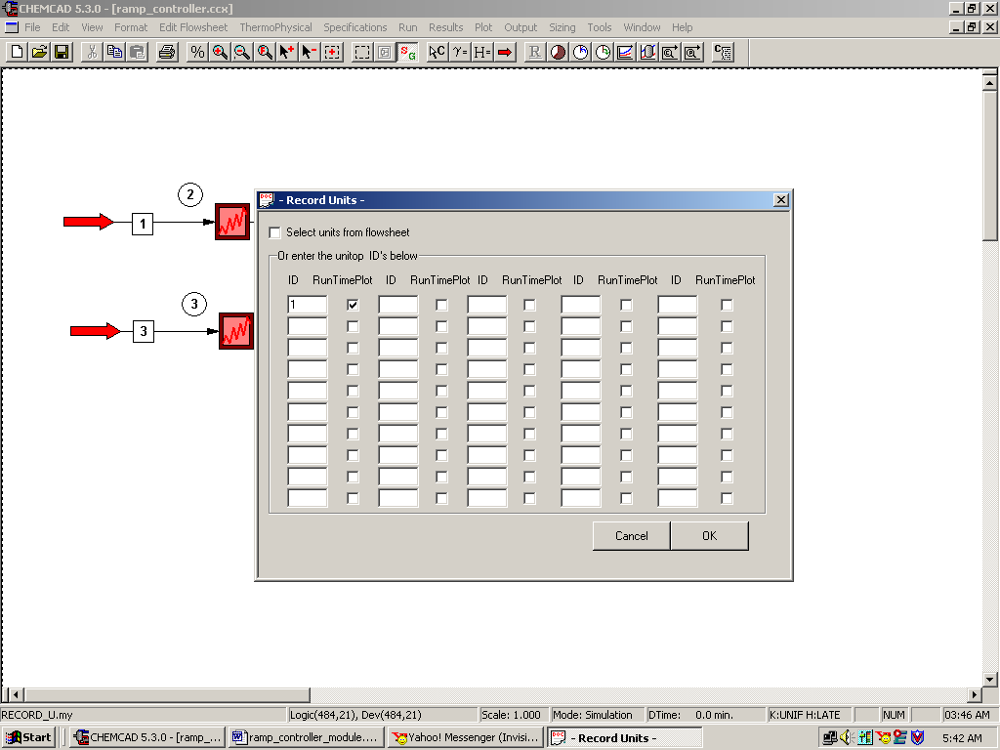 CHEMCAD 5.3.0 - [ramp_controller.ccx]
File Edit View Format Edit Flowsheet ThermoPhysical Specifications Run Results Plot Output Sizing Tools Window Help
% S G C γ= H= R C
2
1
3
3
DOC - Record Units -
Select units from flowsheet
Or enter the unitop ID's below
ID RunTimePlot ID RunTimePlot ID RunTimePlot ID RunTimePlot ID RunTimePlot
1
Cancel OK
RECORD_U.my Logic(484,21), Dev(484,21) Scale: 1.000 Mode: Simulation DTime: 0.0 min. K:UNIF H:LATE NUM 03:46 AM
Start CHEMCAD 5.3.0 - [ramp_... ramp_controller_module.... Yahoo! Messenger (Invisi... DOC - Record Units - 5:42 AM